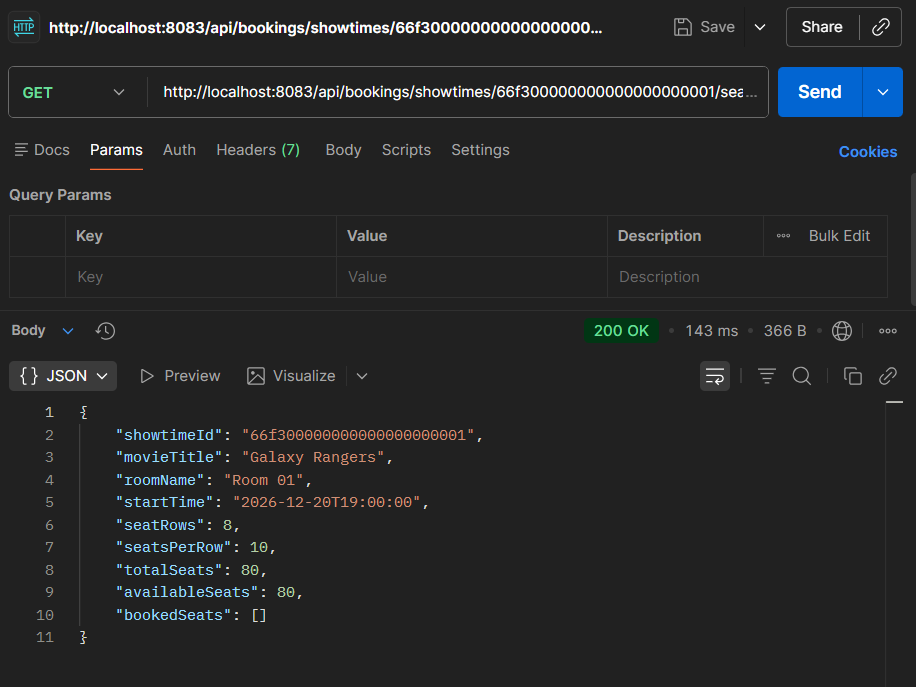 HTTP http://localhost:8083/api/bookings/showtimes/66f30000000000000000... Save Share
GET http://localhost:8083/api/bookings/showtimes/66f300000000000000000001/sea... Send
Docs Params Auth Headers (7) Body Scripts Settings Cookies
Query Params
Key Value Description ... Bulk Edit
Key Value Description
Body 200 OK • 143 ms • 366 B • ...
{} JSON Preview Visualize
1 {
2 "showtimeId": "66f300000000000000000001",
3 "movieTitle": "Galaxy Rangers",
4 "roomName": "Room 01",
5 "startTime": "2026-12-20T19:00:00",
6 "seatRows": 8,
7 "seatsPerRow": 10,
8 "totalSeats": 80,
9 "availableSeats": 80,
10 "bookedSeats": []
11 }